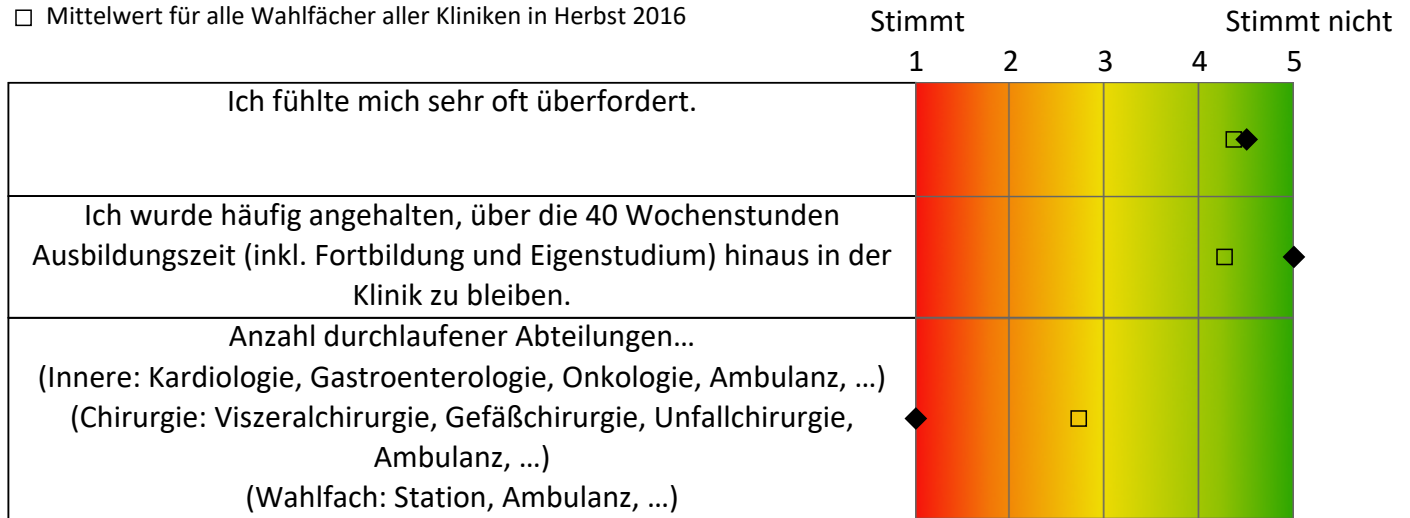 □ Mittelwert für alle Wahlfächer aller Kliniken in Herbst 2016
Stimmt Stimmt nicht
1 2 3 4 5
Ich fühlte mich sehr oft überfordert.
Ich wurde häufig angehalten, über die 40 Wochenstunden
Ausbildungszeit (inkl. Fortbildung und Eigenstudium) hinaus in der
Klinik zu bleiben.
Anzahl durchlaufener Abteilungen…
(Innere: Kardiologie, Gastroenterologie, Onkologie, Ambulanz, …)
(Chirurgie: Viszeralchirurgie, Gefäßchirurgie, Unfallchirurgie,
Ambulanz, …)
(Wahlfach: Station, Ambulanz, …)